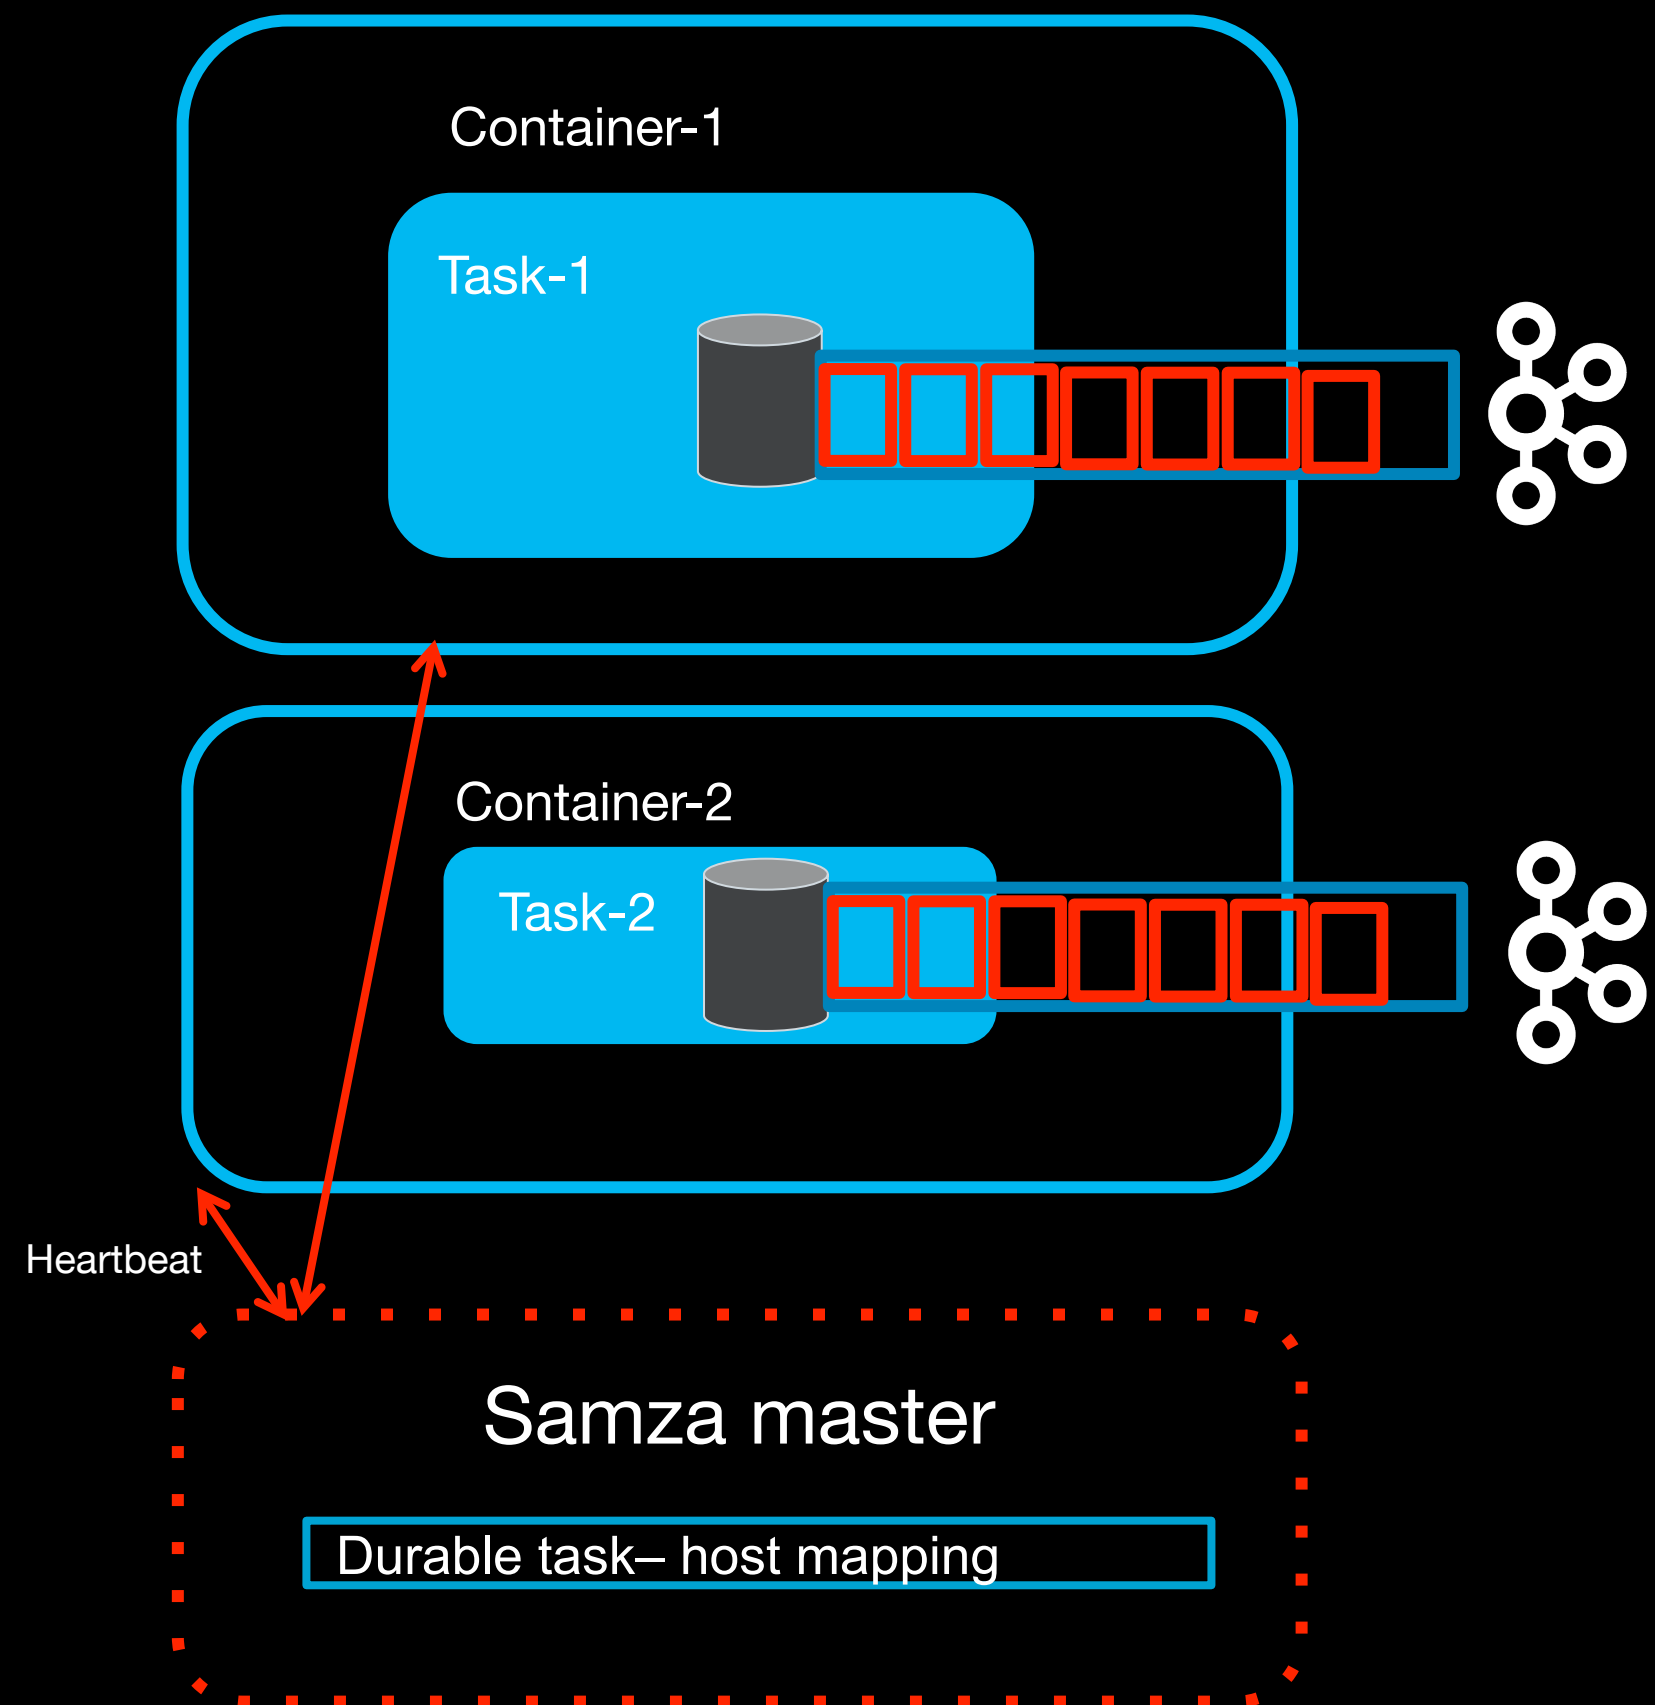 Container-1
Task-1
Container-2
Task-2
Heartbeat
Samza master
Durable task– host mapping